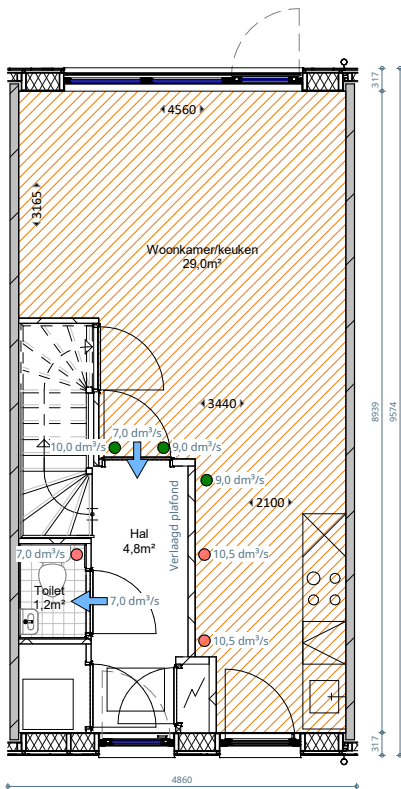 317
4560
3165
Woonkamer/keuken
29,0m²
8939
9574
3440
7,0 dm³/s
10,0 dm³/s
9,0 dm³/s
9,0 dm³/s
2100
Verlaagd plafond
Hal
4,8m²
7,0 dm³/s
10,5 dm³/s
Toilet
1,2m²
7,0 dm³/s
10,5 dm³/s
317
4860